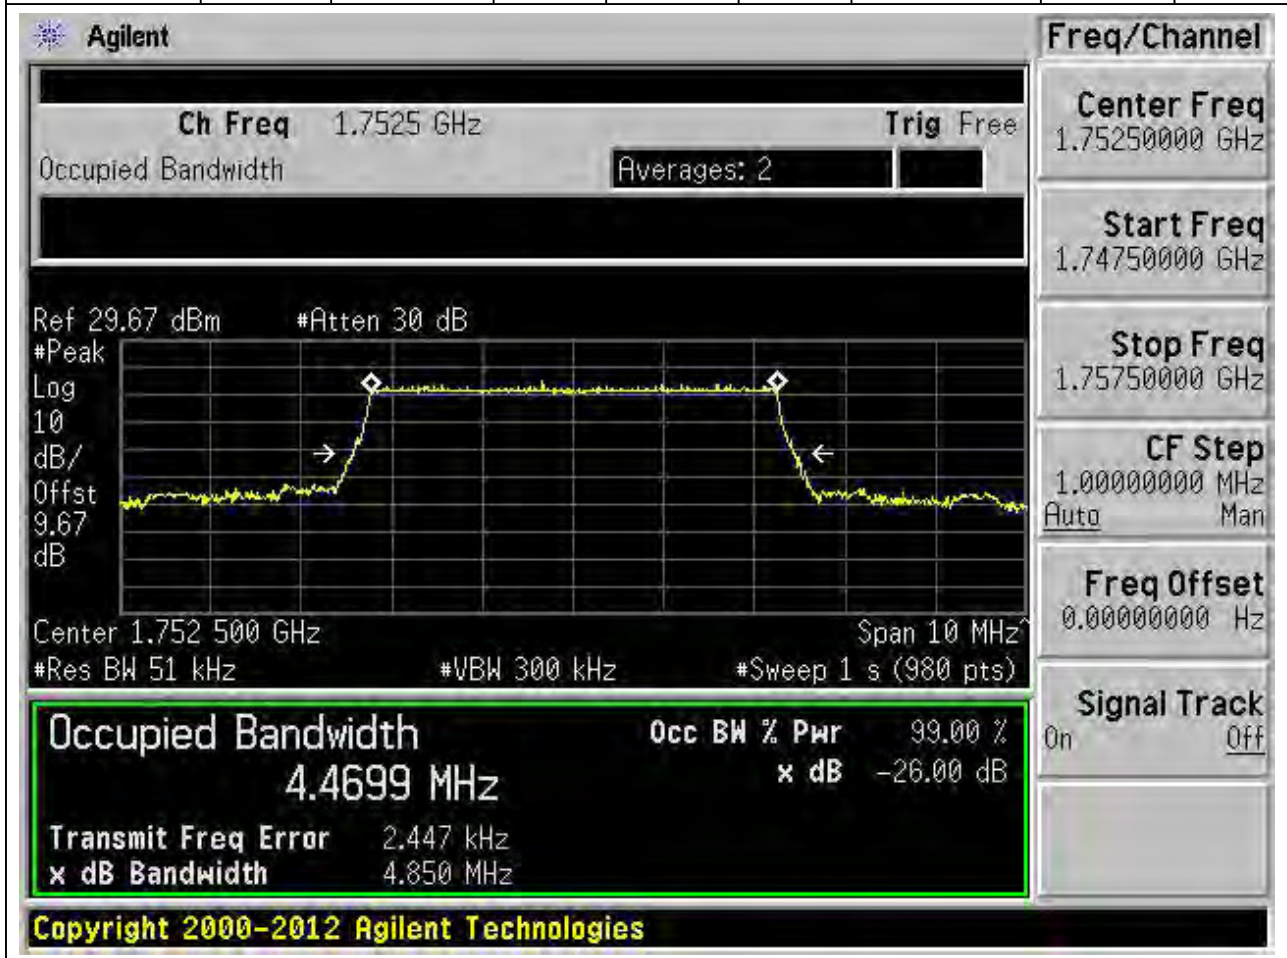 Agilent
Freq/Channel
Ch Freq 1.7525 GHz
Trig Free
Occupied Bandwidth
Averages: 2
Center Freq
1.75250000 GHz
Start Freq
1.74750000 GHz
Stop Freq
1.75750000 GHz
CF Step
1.00000000 MHz
Auto Man
Freq Offset
0.00000000 Hz
Signal Track
On Off
Ref 29.67 dBm #Atten 30 dB
#Peak
Log
10
dB/
Offst
9.67
dB
Center 1.752 500 GHz Span 10 MHz^
#Res BW 51 kHz #VBW 300 kHz #Sweep 1 s (980 pts)
Occupied Bandwidth
4.4699 MHz
Occ BW % Pwr 99.00 %
x dB -26.00 dB
Transmit Freq Error 2.447 kHz
x dB Bandwidth 4.850 MHz
Copyright 2000-2012 Agilent Technologies